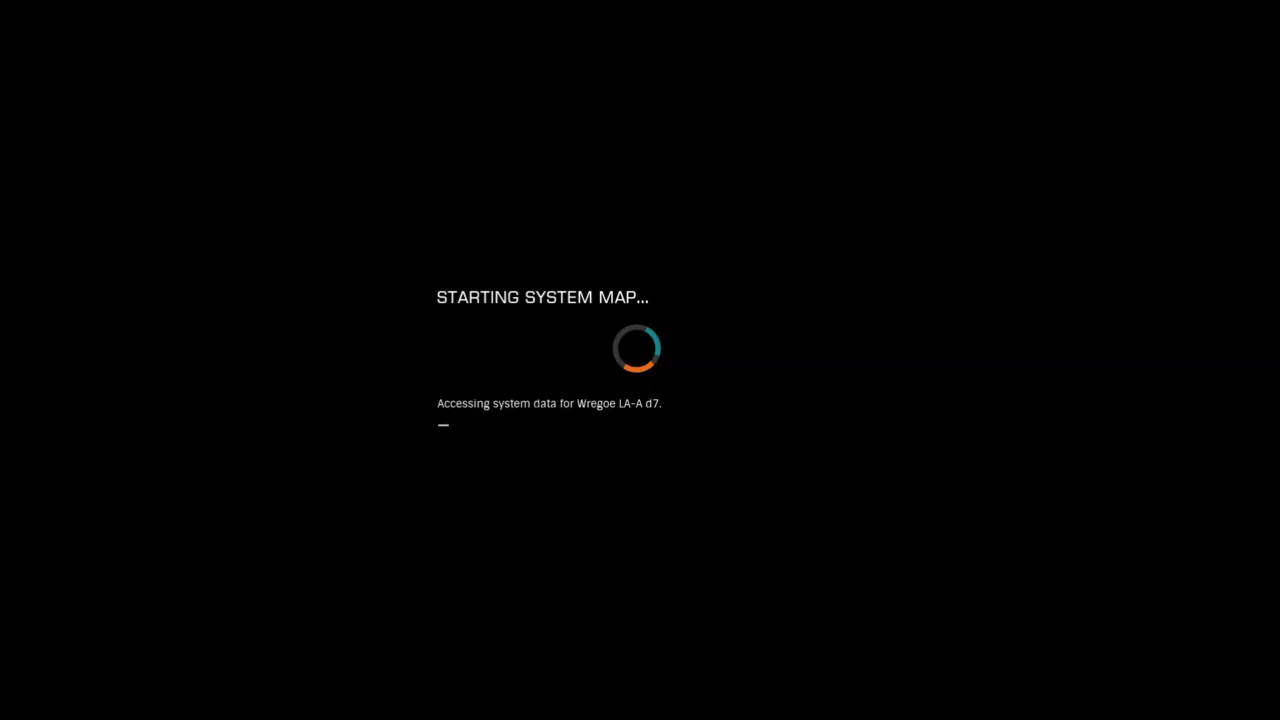 STARTING SYSTEM MAP...
Accessing system data for Wregoe LA-A d7.